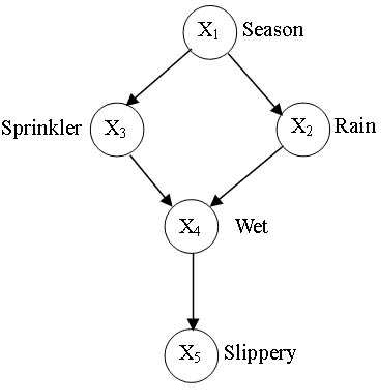 X1 Season
Sprinkler X3 X2 Rain
X4 Wet
X5 Slippery